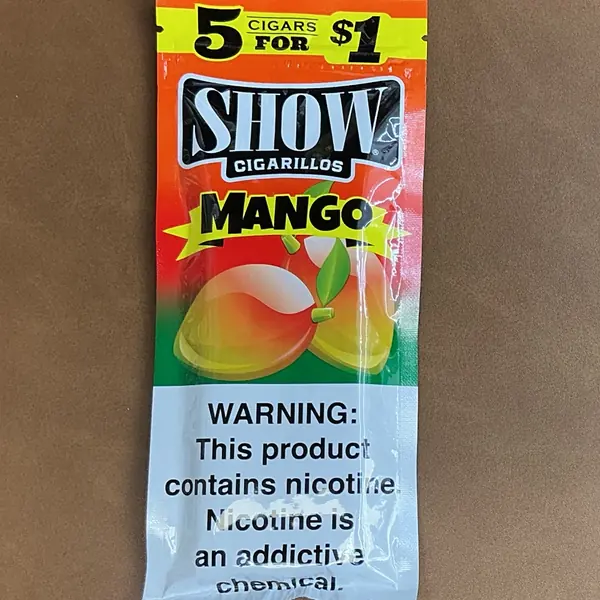 5 CIGARS FOR $1
SHOW
CIGARILLOS
MANGO
WARNING:
This product
contains nicotine.
Nicotine is
an addictive
chemical.